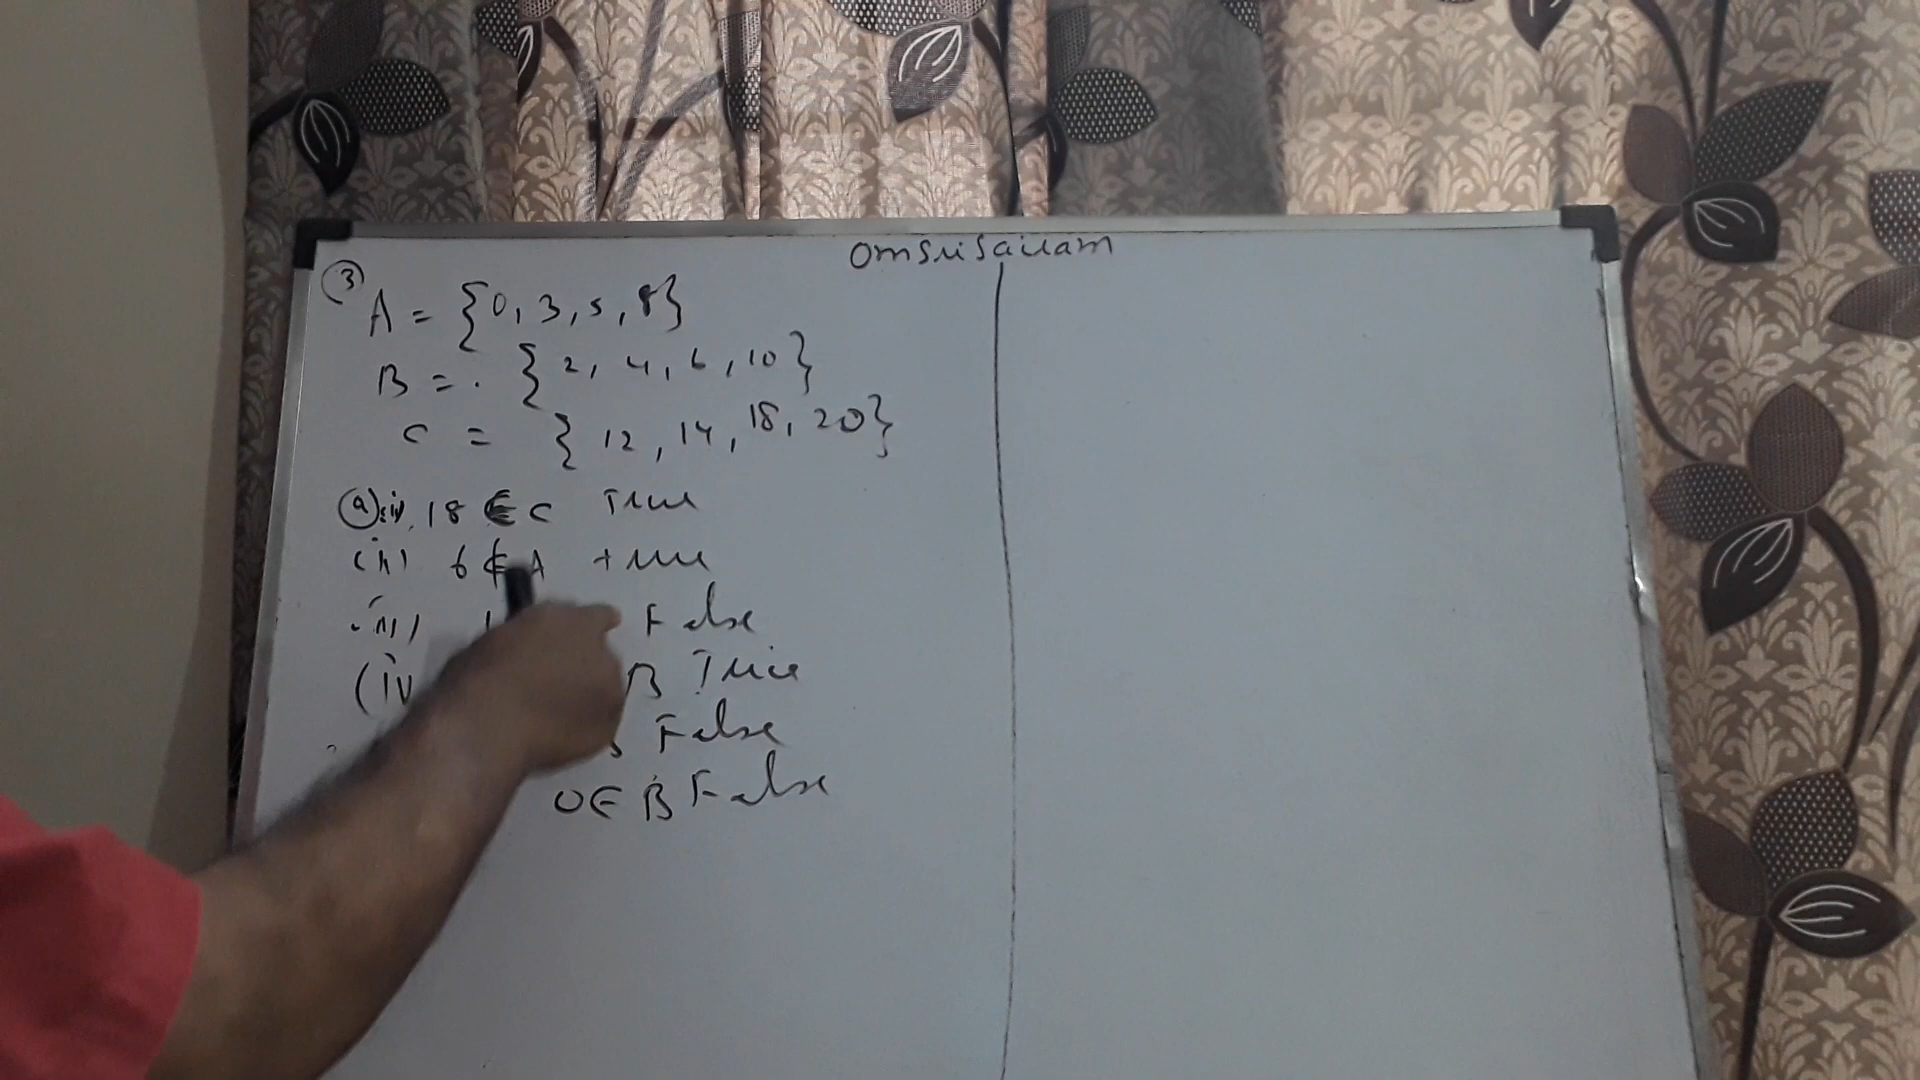 OmSriSairam
③
A = {0, 3, 5, 8}
B = . {2, 4, 6, 10}
C = {12, 14, 18, 20}
ⓐ (i) 18 ∈ C True
(ii) 6 ∉ A True
(iii) 1 False
(iv B True
False
0 ∈ B False